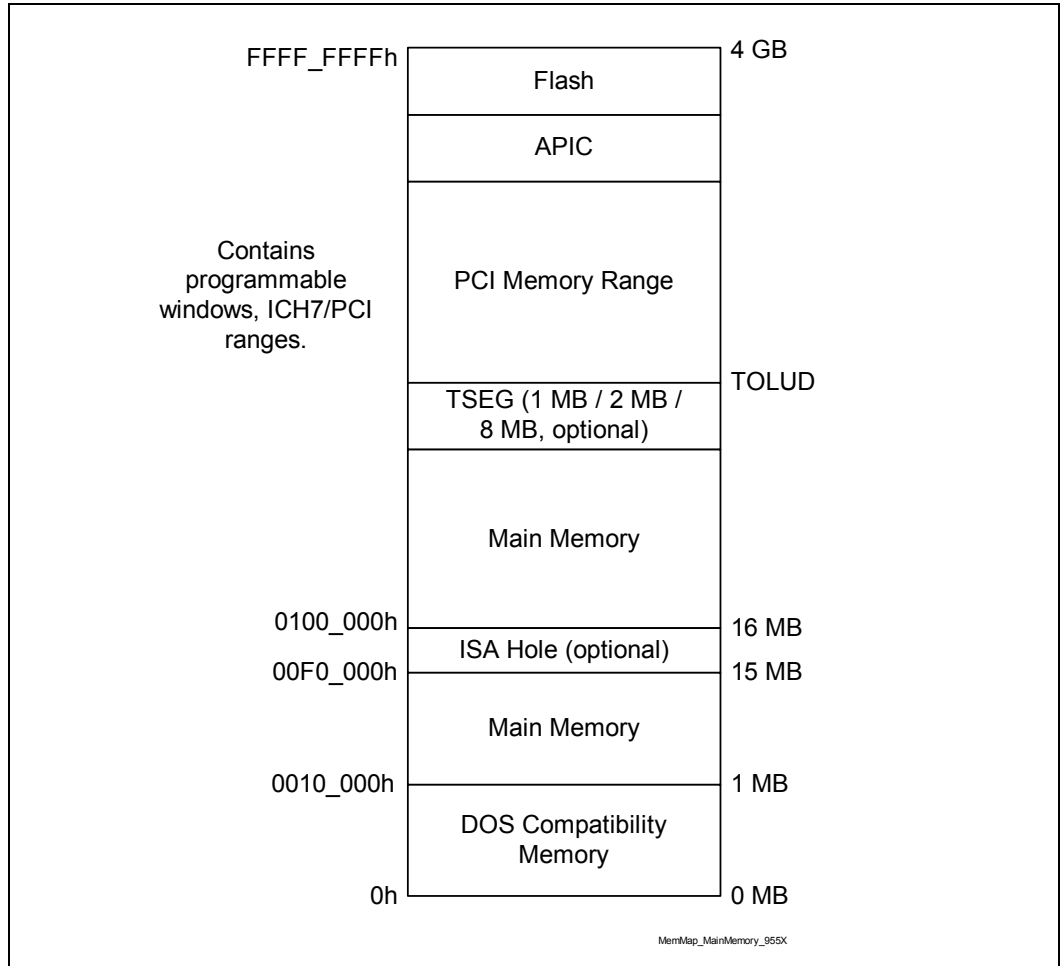 FFFF_FFFFh
4 GB
Flash
APIC
Contains
programmable
windows, ICH7/PCI
ranges.
PCI Memory Range
TOLUD
TSEG (1 MB / 2 MB /
8 MB, optional)
Main Memory
0100_000h
16 MB
ISA Hole (optional)
00F0_000h
15 MB
Main Memory
0010_000h
1 MB
DOS Compatibility
Memory
0h
0 MB
MemMap_MainMemory_955X